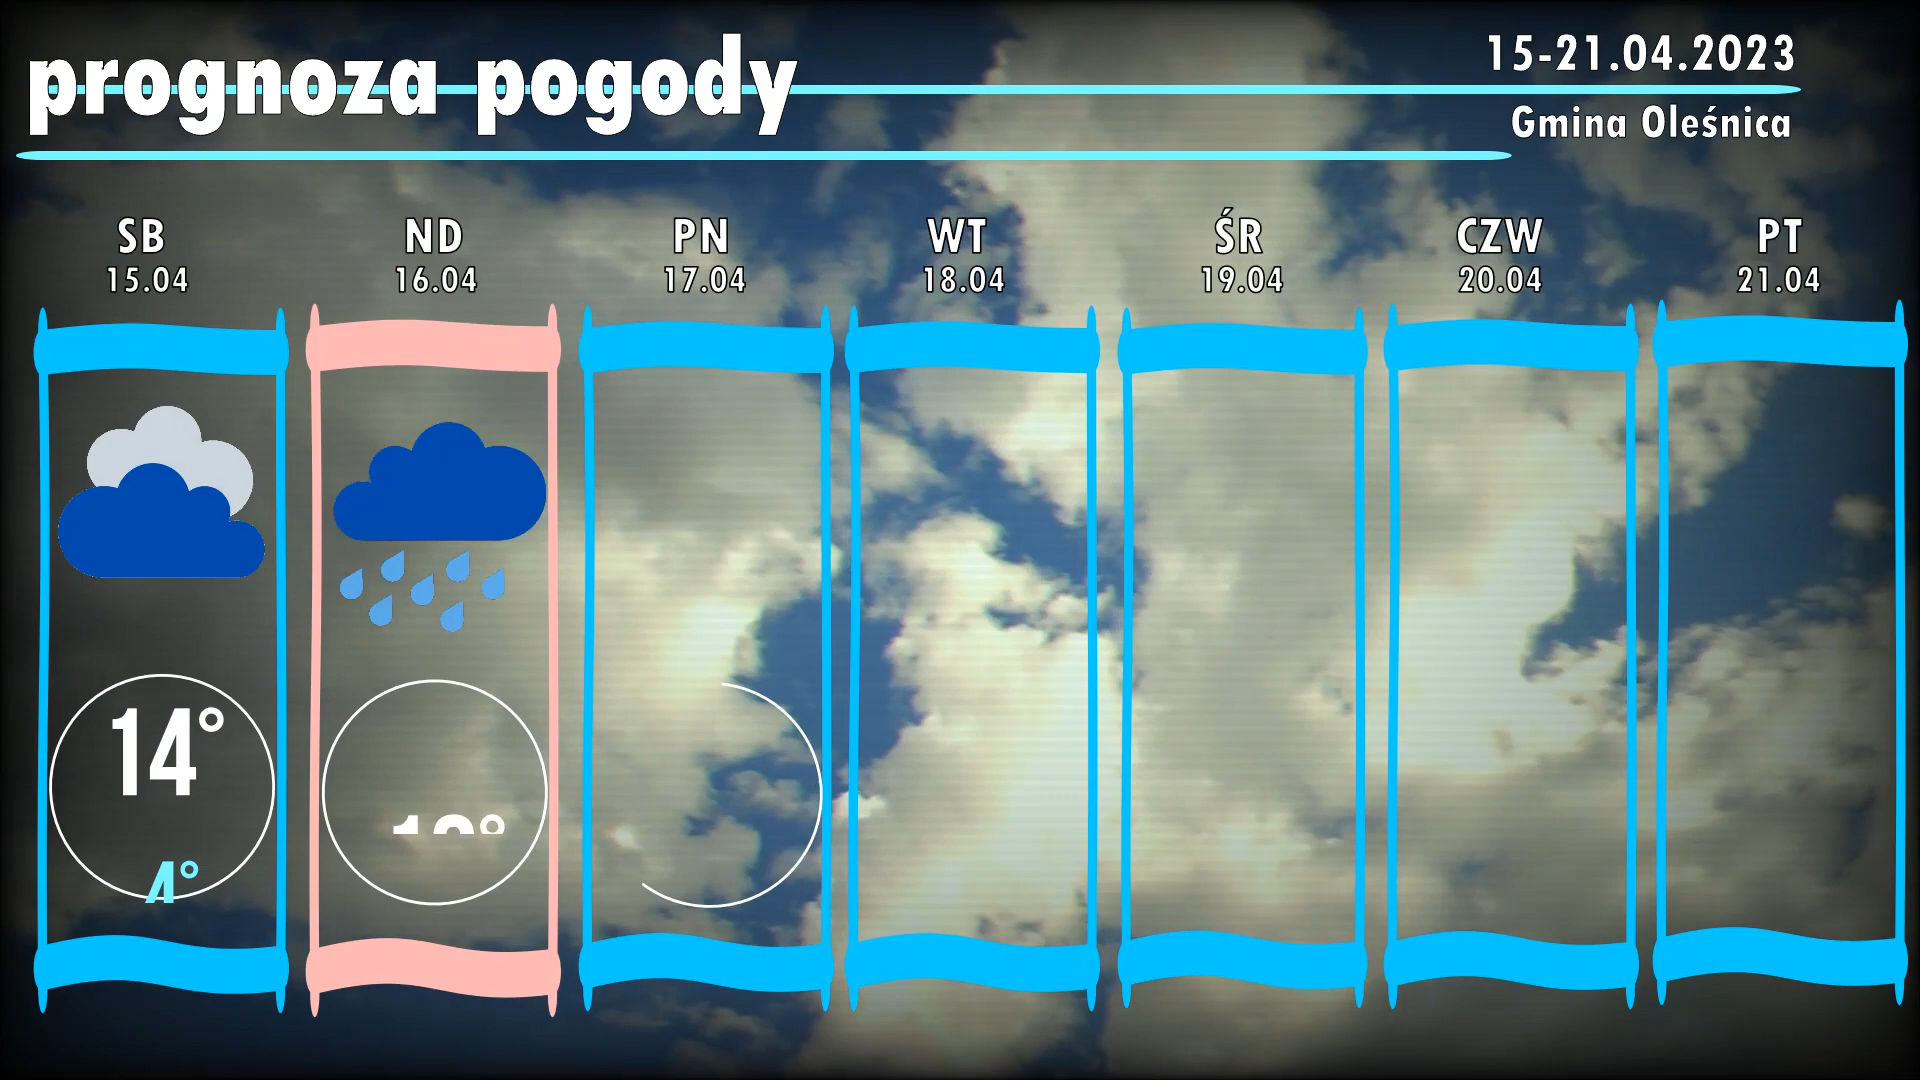 prognoza pogody
15-21.04.2023
Gmina Oleśnica
SB
15.04
ND
16.04
PN
17.04
WT
18.04
ŚR
19.04
CZW
20.04
PT
21.04
14°
4°